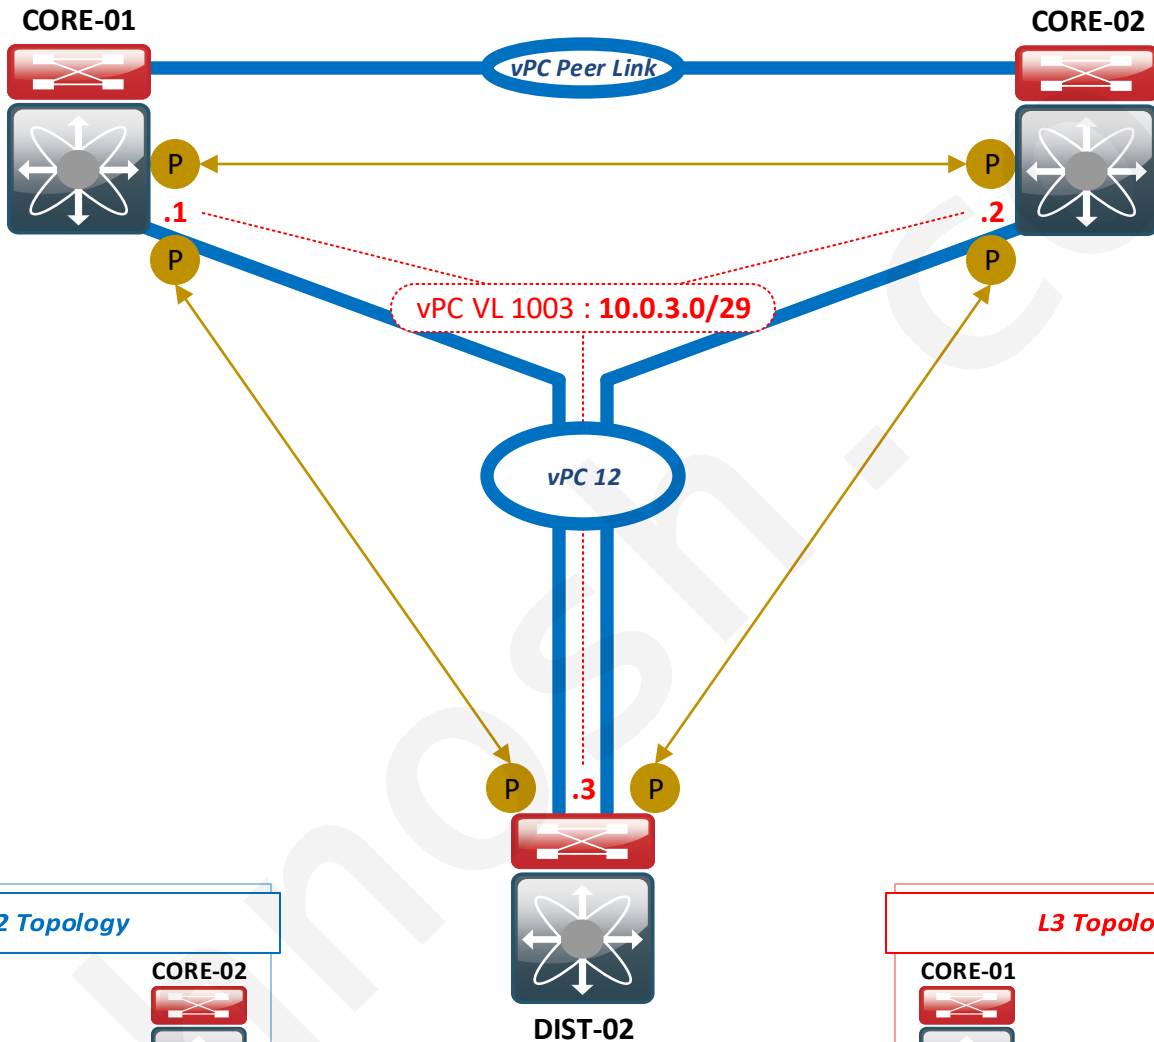 CORE-01
CORE-02
vPC Peer Link
P
P
.1
.2
P
P
vPC VL 1003 : 10.0.3.0/29
vPC 12
P
.3
P
2 Topology
L3 Topolo
CORE-02
CORE-01
DIST-02